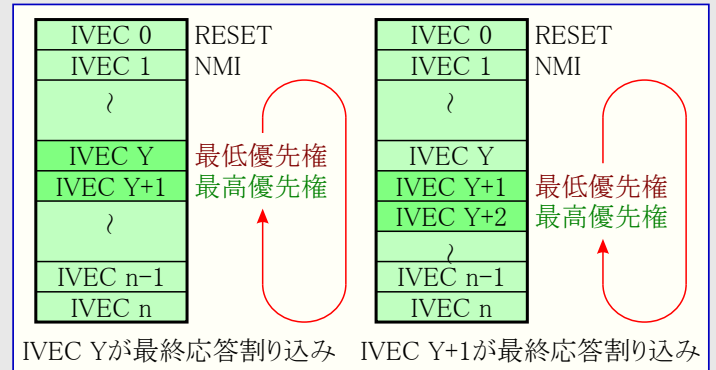 IVEC 0 RESET
IVEC 1 NMI
~
IVEC Y 最低優先権
IVEC Y+1 最高優先権
~
IVEC n-1
IVEC n
IVEC Yが最終応答割り込み
IVEC 0 RESET
IVEC 1 NMI
~
IVEC Y
IVEC Y+1 最低優先権
IVEC Y+2 最高優先権
~
IVEC n-1
IVEC n
IVEC Y+1が最終応答割り込み